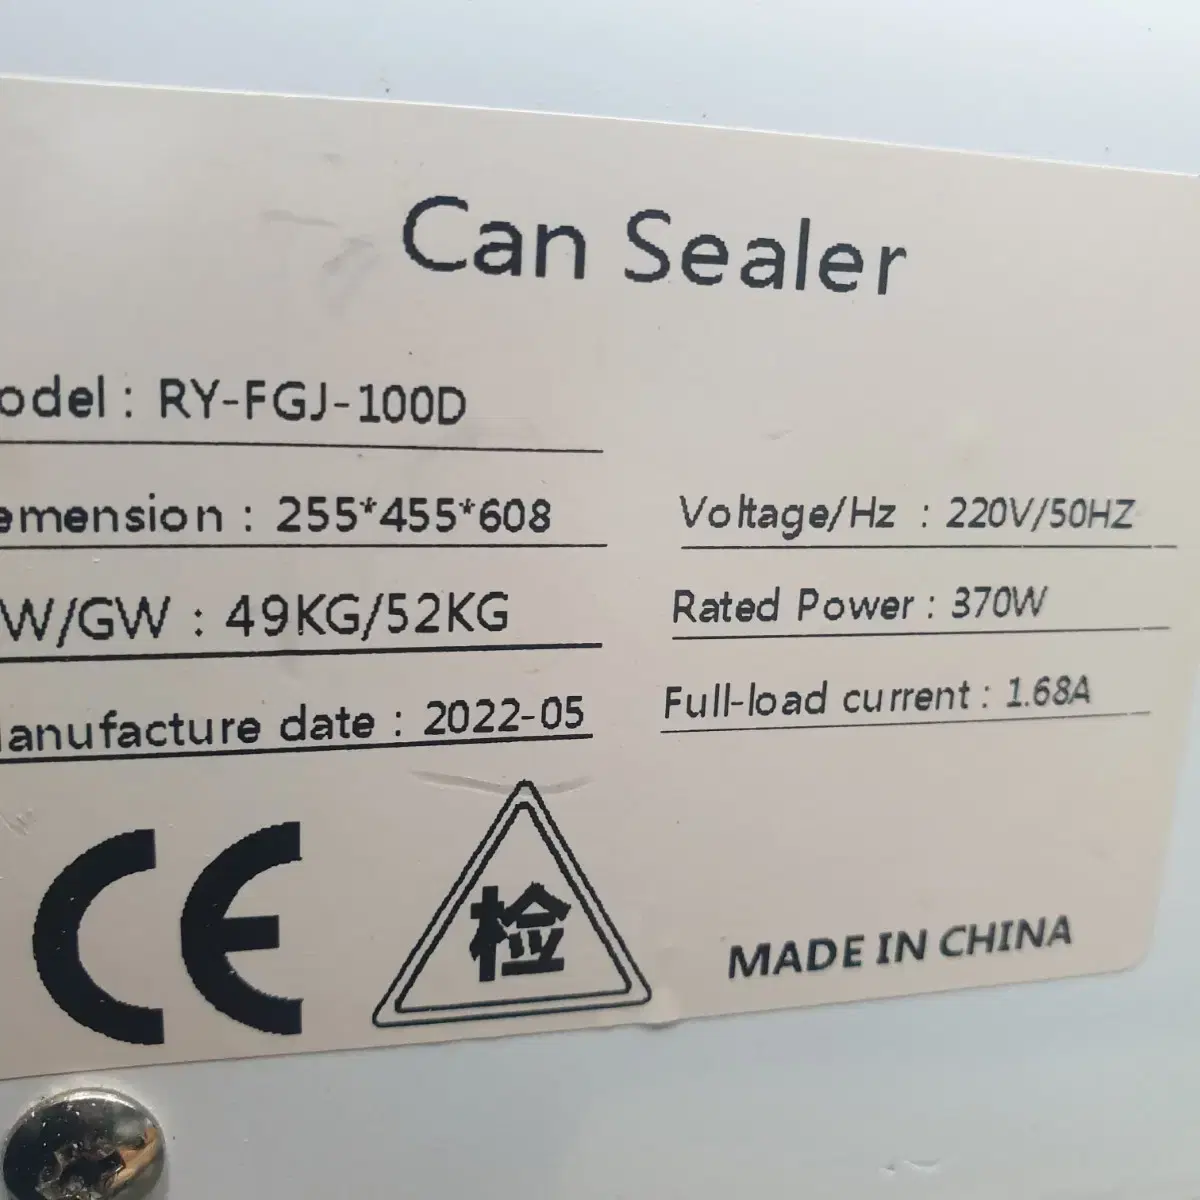 Can Sealer
odel : RY-FGJ-100D
emension : 255*455*608
Voltage/Hz : 220V/50HZ
W/GW : 49KG/52KG
Rated Power : 370W
anufacture date : 2022-05
Full-load current : 1.68A
CE
检
MADE IN CHINA